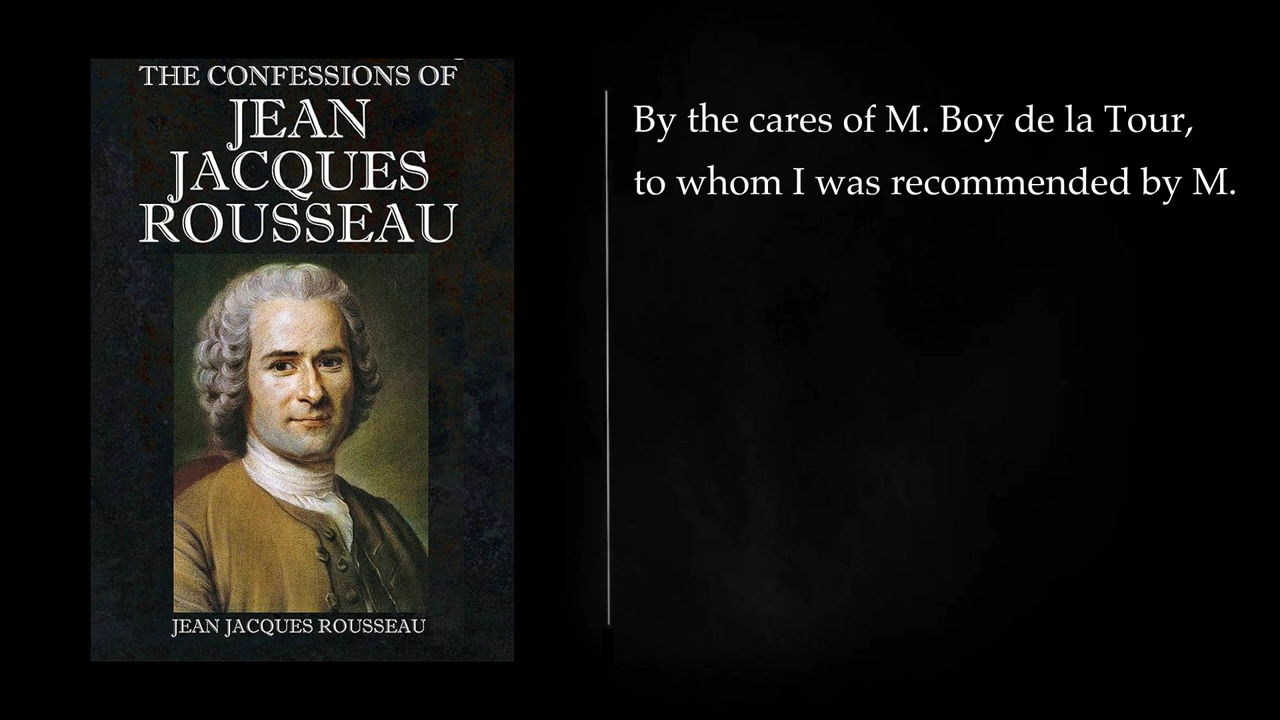 THE CONFESSIONS OF
JEAN
JACQUES
ROUSSEAU
JEAN JACQUES ROUSSEAU
By the cares of M. Boy de la Tour,
to whom I was recommended by M.